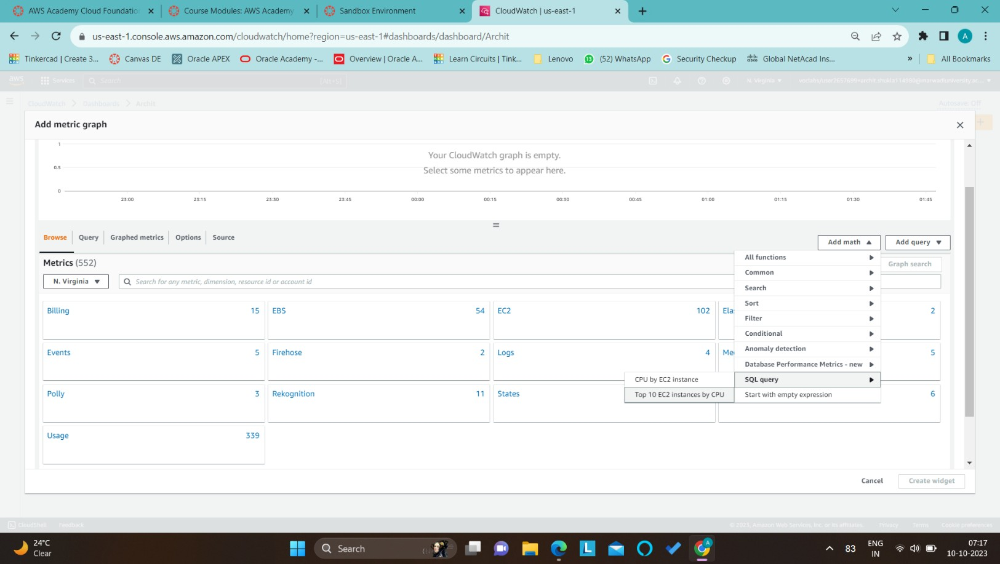 AWS Academy Cloud Foundatio
Course Modules: AWS Academy
Sandbox Environment
CloudWatch | us-east-1
us-east-1.console.aws.amazon.com/cloudwatch/home?region=us-east-1#dashboards/dashboard/Archit
A
Tinkercad | Create 3...
Canvas DE
Oracle APEX
Oracle Academy -...
Overview | Oracle A...
Learn Circuits | Tink...
Lenovo
13
(52) WhatsApp
Security Checkup
Global NetAcad Ins...
»
All Bookmarks
aws
Services
Search
[Alt+S]
N. Virginia
voclabs/user2657699=archit.shukla114980@marwadiuniversity.ac....
CloudWatch
Dashboards
Archit
Autosave: Off
Add metric graph
1
0.5
0
Your CloudWatch graph is empty.
Select some metrics to appear here.
23:00
23:15
23:30
23:45
00:00
00:15
00:30
00:45
01:00
01:15
01:30
01:45
Browse
Query
Graphed metrics
Options
Source
Add math
Add query
Metrics (552)
Graph search
N. Virginia
Search for any metric, dimension, resource id or account id
All functions
Common
Search
Sort
Filter
Conditional
Anomaly detection
Database Performance Metrics - new
SQL query
Start with empty expression
CPU by EC2 instance
Top 10 EC2 instances by CPU
Billing 15
EBS 54
EC2 102
Elas 2
Events 5
Firehose 2
Logs 4
Me 5
Polly 3
Rekognition 11
States
6
Usage 339
Cancel
Create widget
CloudShell
Feedback
© 2023, Amazon Web Services, Inc. or its affiliates.
Privacy
Terms
Cookie preferences
24°C
Clear
Search
L
A
83
ENG
IN
07:17
10-10-2023